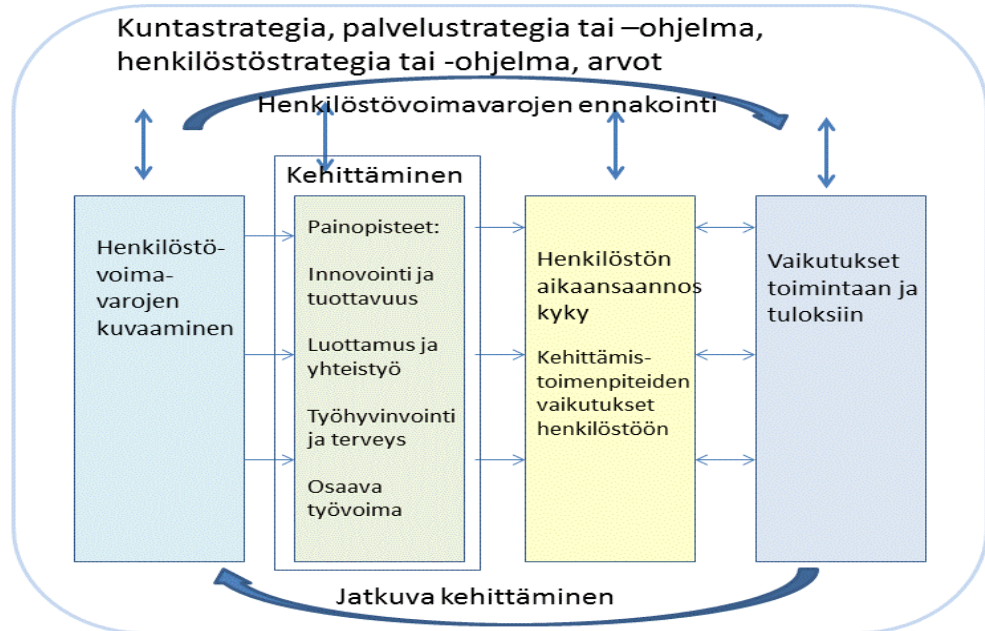 Kuntastrategia, palvelustrategia tai –ohjelma,
henkilöstöstrategia tai -ohjelma, arvot
Henkilöstövoimavarojen ennakointi
Kehittäminen
Henkilöstö-
voima-
varojen
kuvaaminen
Painopisteet:
Innovointi ja
tuottavuus
Luottamus ja
yhteistyö
Työhyvinvointi
ja terveys
Osaava
työvoima
Henkilöstön
aikaansaannos
kyky
Kehittämis-
toimenpiteiden
vaikutukset
henkilöstöön
Vaikutukset
toimintaan ja
tuloksiin
Jatkuva kehittäminen